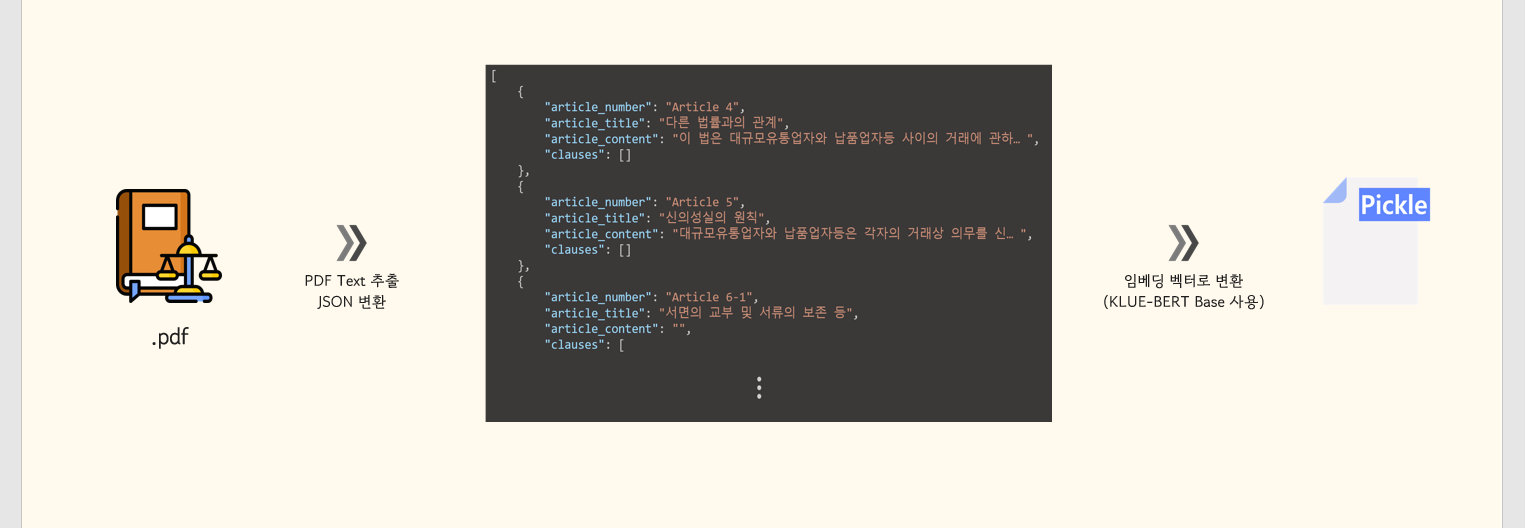 .pdf
PDF Text 추출
JSON 변환
[
{
"article_number": "Article 4",
"article_title": "다른 법률과의 관계",
"article_content": "이 법은 대규모유통업자와 납품업자등 사이의 거래에 관하… ",
"clauses": []
},
{
"article_number": "Article 5",
"article_title": "신의성실의 원칙",
"article_content": "대규모유통업자와 납품업자등은 각자의 거래상 의무를 신… ",
"clauses": []
},
{
"article_number": "Article 6-1",
"article_title": "서면의 교부 및 서류의 보존 등",
"article_content": "",
"clauses": [
임베딩 벡터로 변환
(KLUE-BERT Base 사용)
Pickle